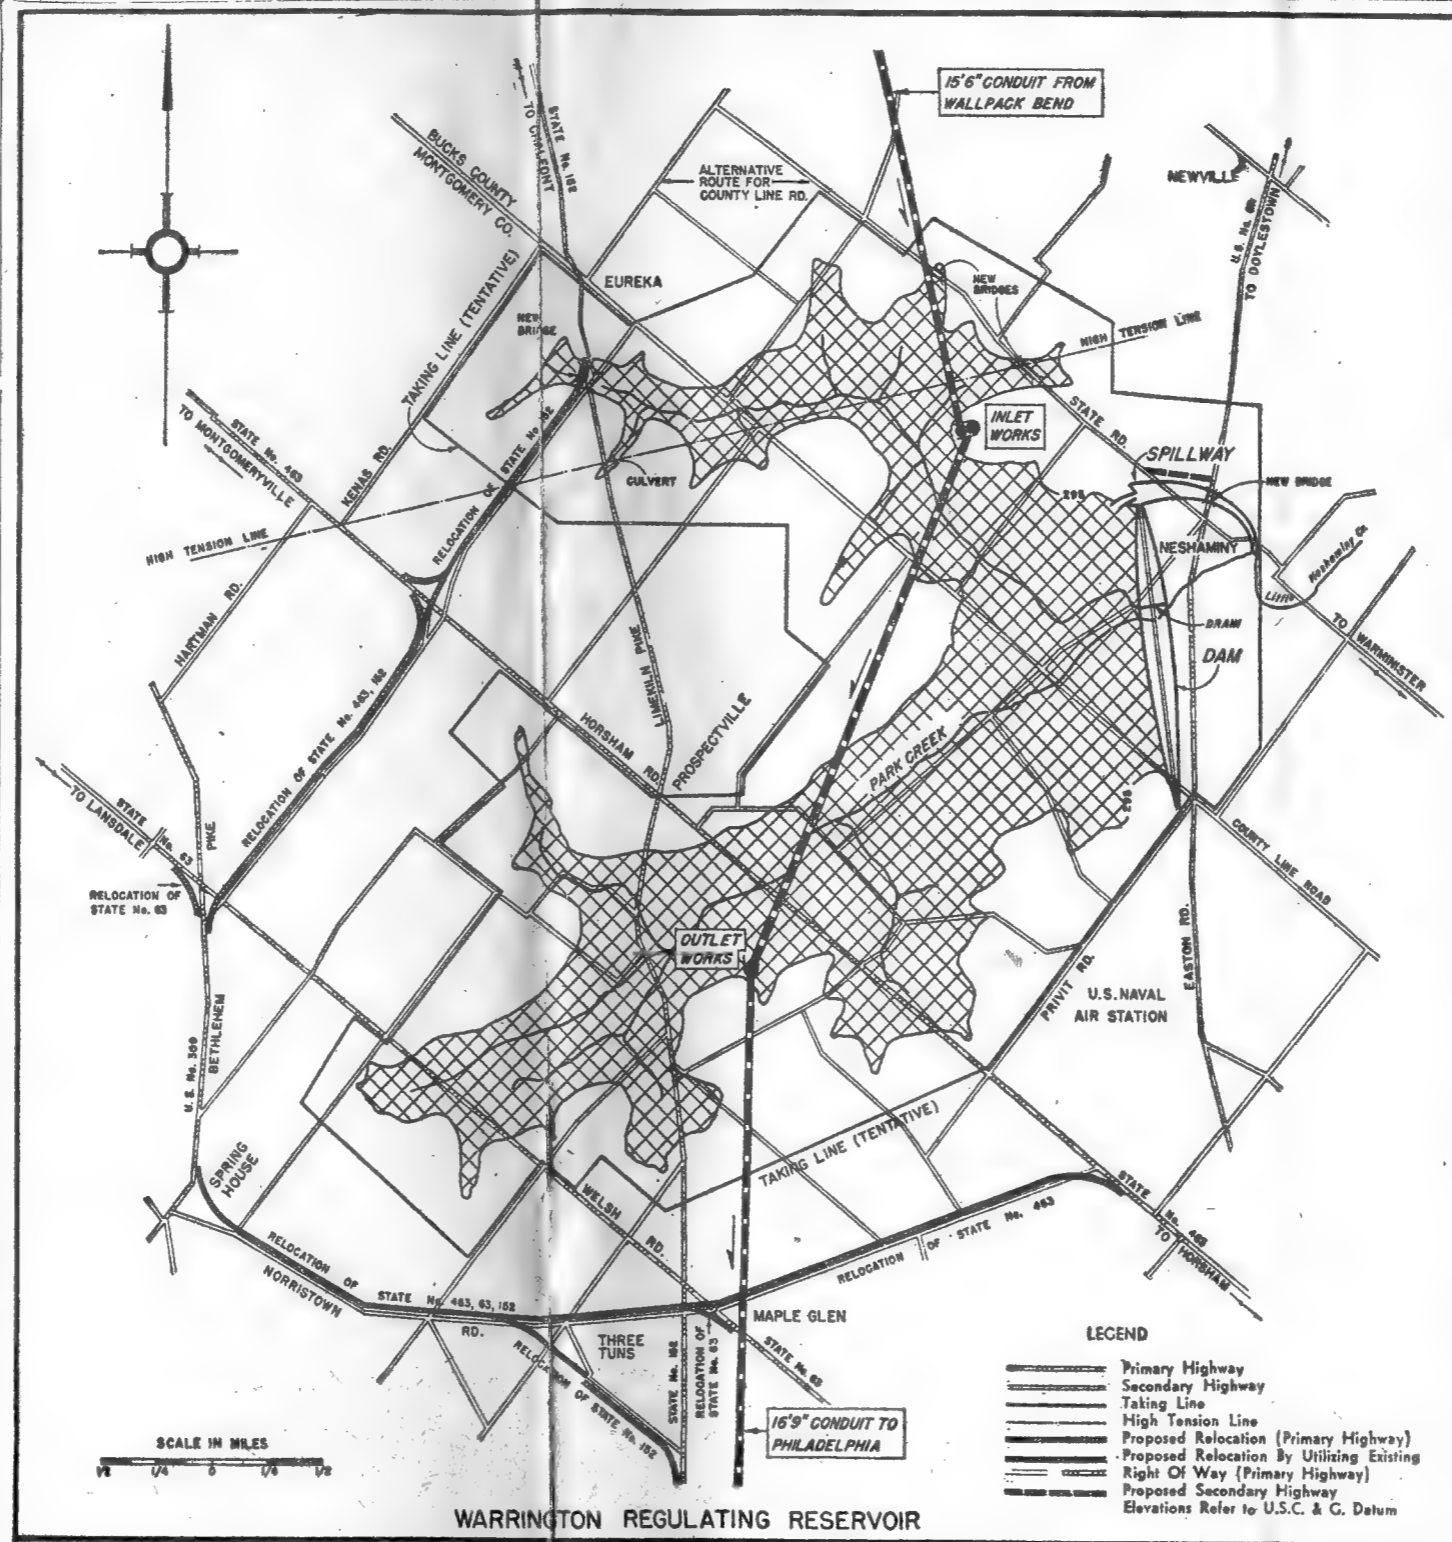 15'6" CONDUIT FROM
WALLPACK BEND
STATE No. 152
TO CHALFONT
BUCKS COUNTY
MONTGOMERY CO.
ALTERNATIVE
ROUTE FOR
COUNTY LINE RD.
NEWVILLE
U.S. No. 611
TO DOYLESTOWN
TAKING LINE (TENTATIVE)
EUREKA
NEW
BRIDGES
NEW
BRIDGE
HIGH TENSION LINE
STATE No. 463
TO MONTGOMERYVILLE
KENAS RD.
RELOCATION OF STATE No. 152
CULVERT
INLET
WORKS
STATE RD.
SPILLWAY
298
NEW BRIDGE
HIGH TENSION LINE
NESHAMINY
Little Neshaminy Cr.
HARTMAN RD.
DRAW
DAM
TO WARMINISTER
LIMEKILN PIKE
HORSHAM RD.
PROSPECTVILLE
PARK CREEK
298
RELOCATION OF STATE No. 463, 152
STATE No. 63
TO LANSDALE
PIKE
COUNTY LINE ROAD
RELOCATION OF
STATE No. 63
OUTLET
WORKS
EASTON RD.
PRIVIT RD.
U.S. NAVAL
AIR STATION
BETHLEHEM
U.S. No. 309
TAKING LINE (TENTATIVE)
SPRING
HOUSE
WELSH RD.
STATE No. 463
TO HORSHAM
RELOCATION OF STATE No. 463
RELOCATION OF STATE No. 463, 63, 152
NORRISTOWN RD.
MAPLE GLEN
THREE
TUNS
RELOCATION OF STATE No. 152
STATE No. 152
RELOCATION OF
STATE No. 63
STATE No. 63
16'9" CONDUIT TO
PHILADELPHIA
LEGEND
Primary Highway
Secondary Highway
Taking Line
High Tension Line
Proposed Relocation (Primary Highway)
Proposed Relocation By Utilizing Existing
Right Of Way (Primary Highway)
Proposed Secondary Highway
Elevations Refer to U.S.C. & G. Datum
SCALE IN MILES
1/2 1/4 0 1/4 1/2
WARRINGTON REGULATING RESERVOIR